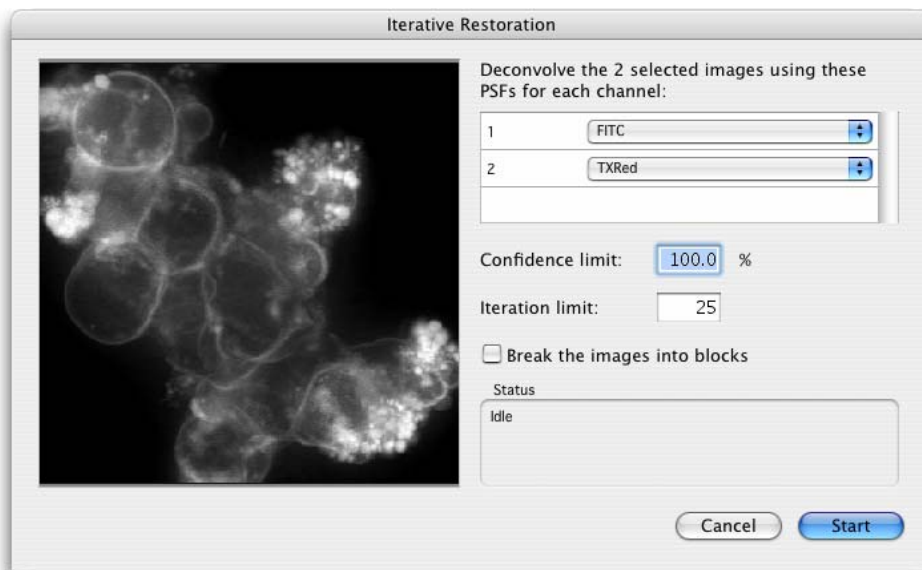 Iterative Restoration
Deconvolve the 2 selected images using these
PSFs for each channel:
1 FITC
2 TXRed
Confidence limit: 100.0 %
Iteration limit: 25
Break the images into blocks
Status
Idle
Cancel Start